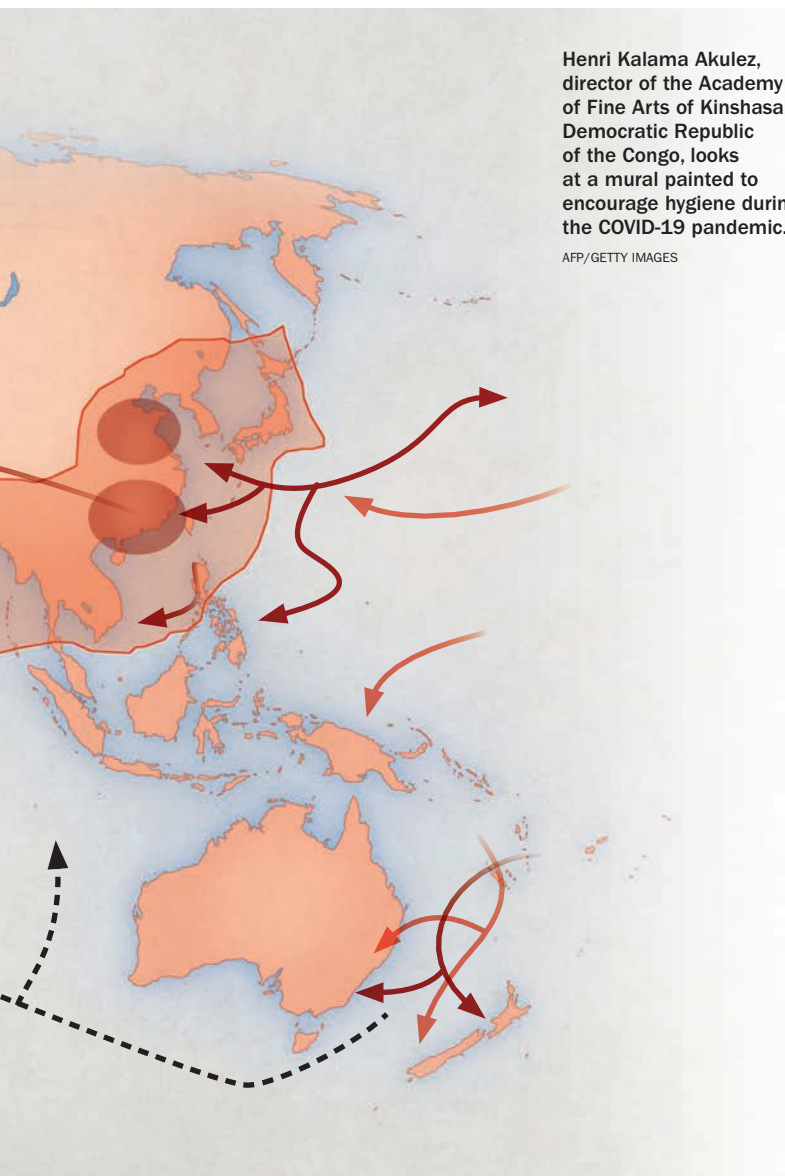 Henri Kalama Akulez,
director of the Academy
of Fine Arts of Kinshasa
Democratic Republic
of the Congo, looks
at a mural painted to
encourage hygiene durin
the COVID-19 pandemic.
AFP/GETTY IMAGES